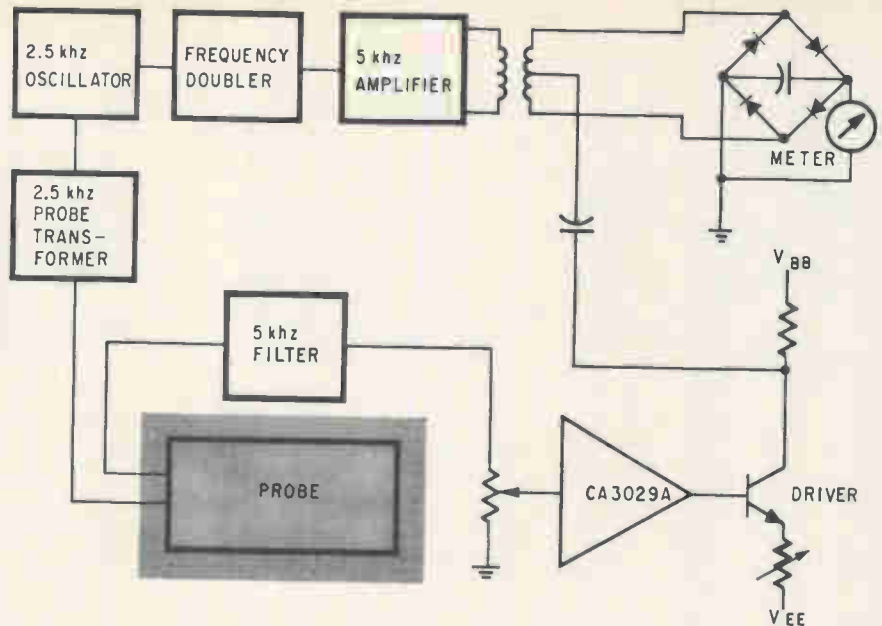 2.5 khz
OSCILLATOR
FREQUENCY
DOUBLER
5 khz
AMPLIFIER
METER
2.5 khz
PROBE
TRANS-
FORMER
V BB
5 khz
FILTER
PROBE
CA3029A
DRIVER
V EE